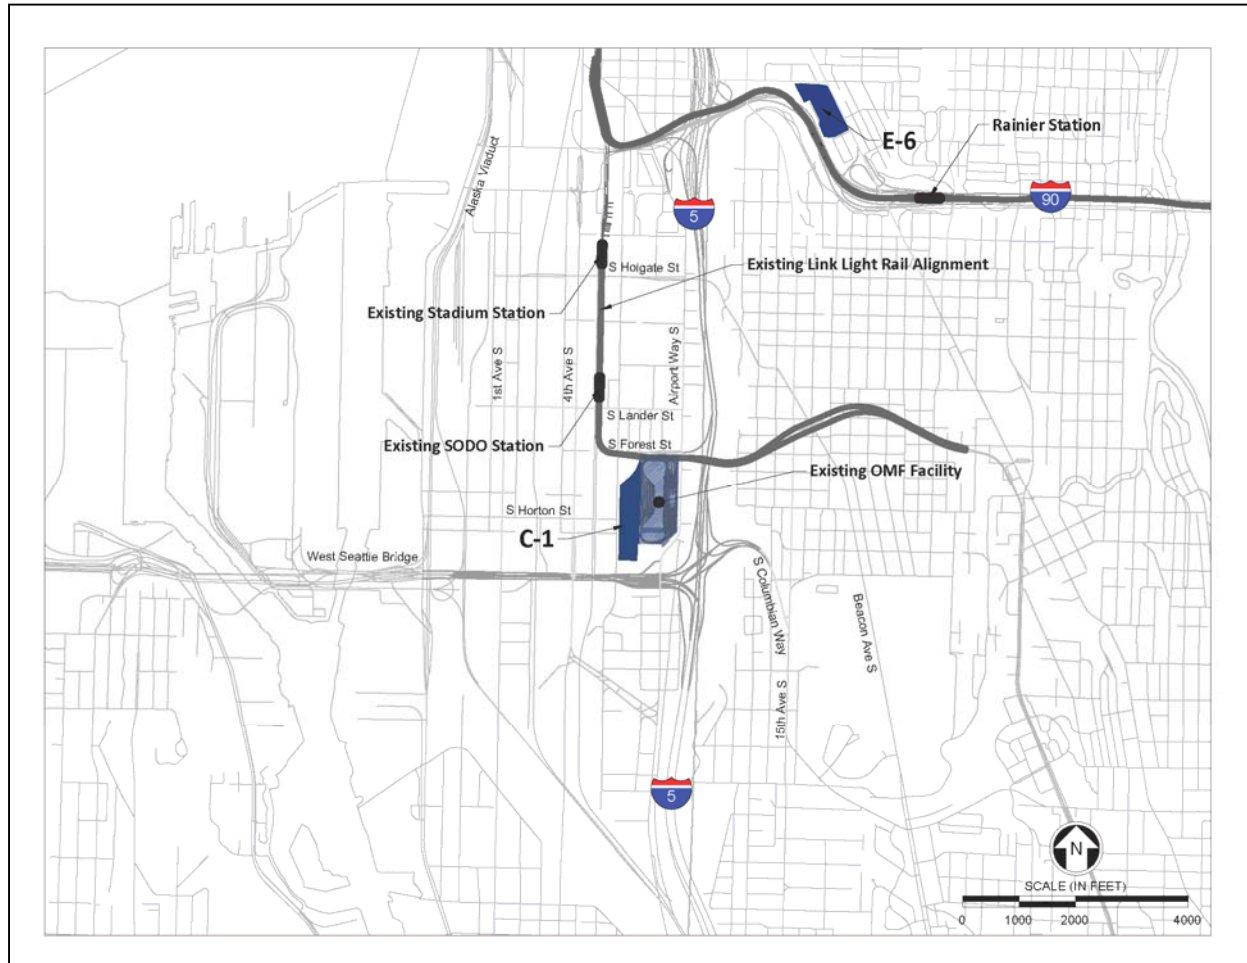 Alaska Viaduct
E-6
Rainier Station
90
5
S Holgate St
Existing Link Light Rail Alignment
Existing Stadium Station
1st Ave S
4th Ave S
Airport Way S
S Lander St
Existing SODO Station
S Forest St
Existing OMF Facility
S Horton St
C-1
West Seattle Bridge
S Columbian Way
Beacon Ave S
15th Ave S
5
N
SCALE (IN FEET)
0 1000 2000 4000